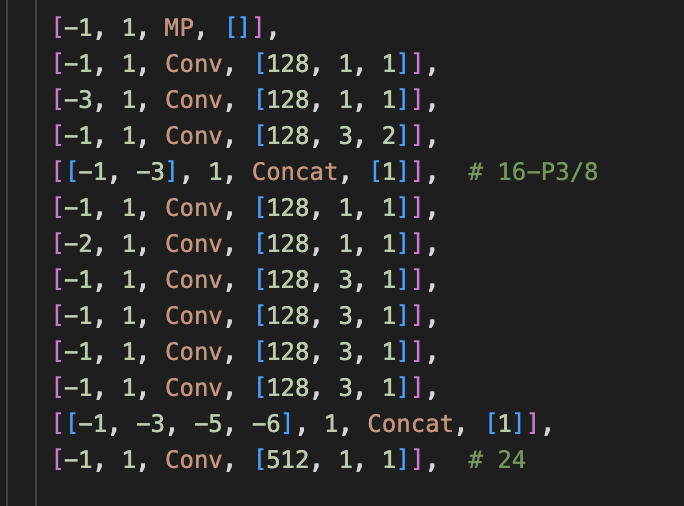 [-1, 1, MP, []],
[-1, 1, Conv, [128, 1, 1]],
[-3, 1, Conv, [128, 1, 1]],
[-1, 1, Conv, [128, 3, 2]],
[[-1, -3], 1, Concat, [1]],  # 16-P3/8
[-1, 1, Conv, [128, 1, 1]],
[-2, 1, Conv, [128, 1, 1]],
[-1, 1, Conv, [128, 3, 1]],
[-1, 1, Conv, [128, 3, 1]],
[-1, 1, Conv, [128, 3, 1]],
[-1, 1, Conv, [128, 3, 1]],
[[-1, -3, -5, -6], 1, Concat, [1]],
[-1, 1, Conv, [512, 1, 1]],  # 24